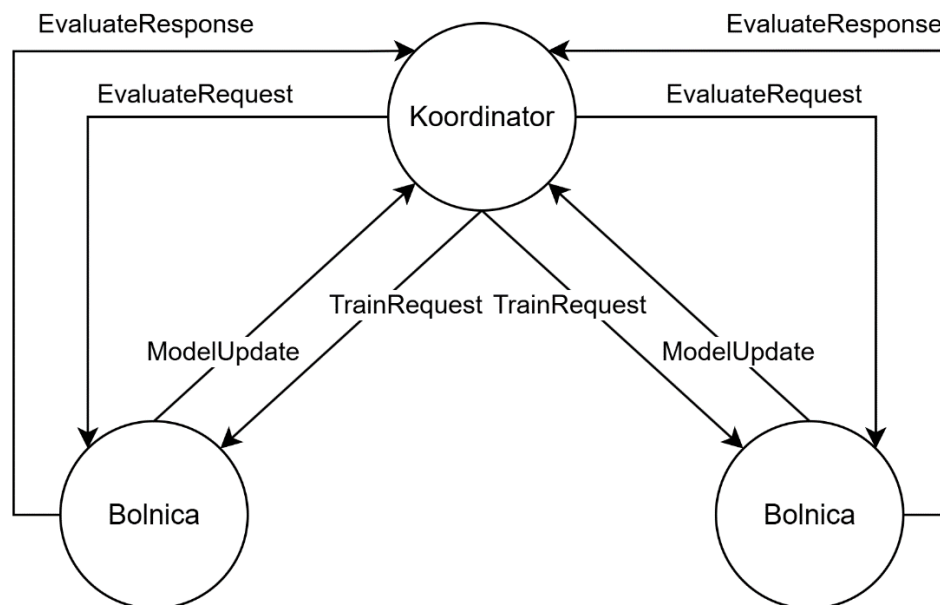 EvaluateResponse
EvaluateResponse
EvaluateRequest
EvaluateRequest
Koordinator
TrainRequest
TrainRequest
ModelUpdate
ModelUpdate
Bolnica
Bolnica